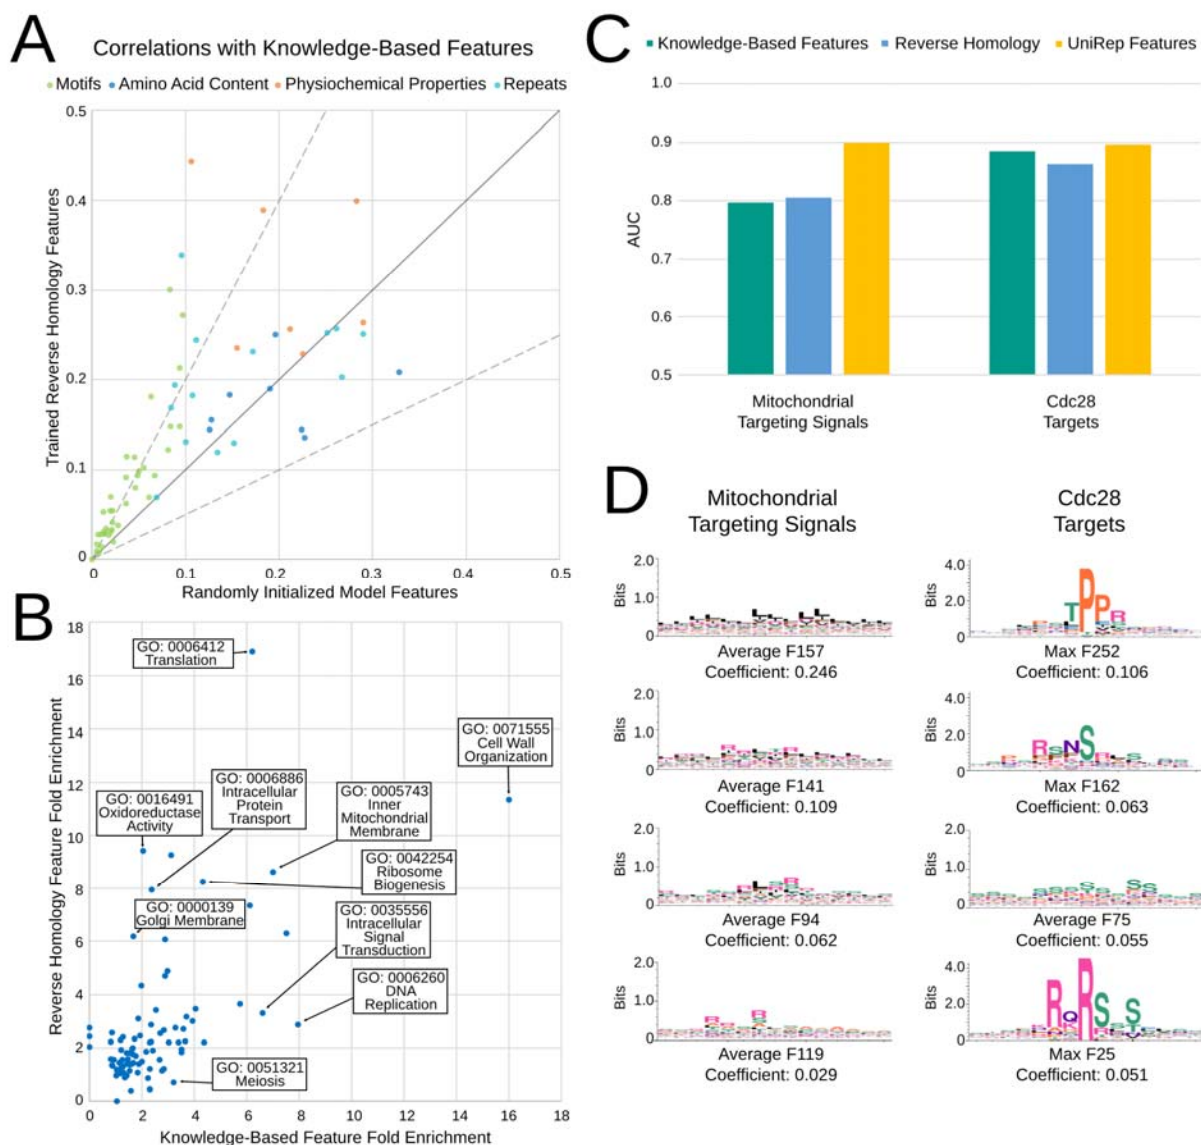 A
Correlations with Knowledge-Based Features
Motifs Amino Acid Content Physiochemical Properties Repeats
Trained Reverse Homology Features
0.5
0.4
0.3
0.2
0.1
0
0 0.1 0.2 0.3 0.4 0.5
Randomly Initialized Model Features
B
Reverse Homology Feature Fold Enrichment
18
16
14
12
10
8
6
4
2
0
GO: 0006412
Translation
GO: 0071555
Cell Wall
Organization
GO: 0006886
Intracellular
Protein
Transport
GO: 0005743
Inner
Mitochondrial
Membrane
GO: 0016491
Oxidoreductase
Activity
GO: 0042254
Ribosome
Biogenesis
GO: 0000139
Golgi Membrane
GO: 0035556
Intracellular
Signal
Transduction
GO: 0006260
DNA
Replication
GO: 0051321
Meiosis
0 2 4 6 8 10 12 14 16 18
Knowledge-Based Feature Fold Enrichment
C
Knowledge-Based Features Reverse Homology UniRep Features
AUC
1.0
0.9
0.8
0.7
0.9
0.5
Mitochondrial
Targeting Signals
Cdc28
Targets
D
Mitochondrial
Targeting Signals
Cdc28
Targets
Bits
2.0
1.0
0
Average F157
Coefficient: 0.246
Bits
4.0
2.0
0
T P P R
Max F252
Coefficient: 0.106
Bits
2.0
1.0
0
Average F141
Coefficient: 0.109
Bits
4.0
2.0
0
R S N S
Max F162
Coefficient: 0.063
Bits
2.0
1.0
0
Average F94
Coefficient: 0.062
Bits
2.0
1.0
0
Average F75
Coefficient: 0.055
Bits
2.0
1.0
0
R R
Average F119
Coefficient: 0.029
Bits
4.0
2.0
0
R Q R S S
Max F25
Coefficient: 0.051